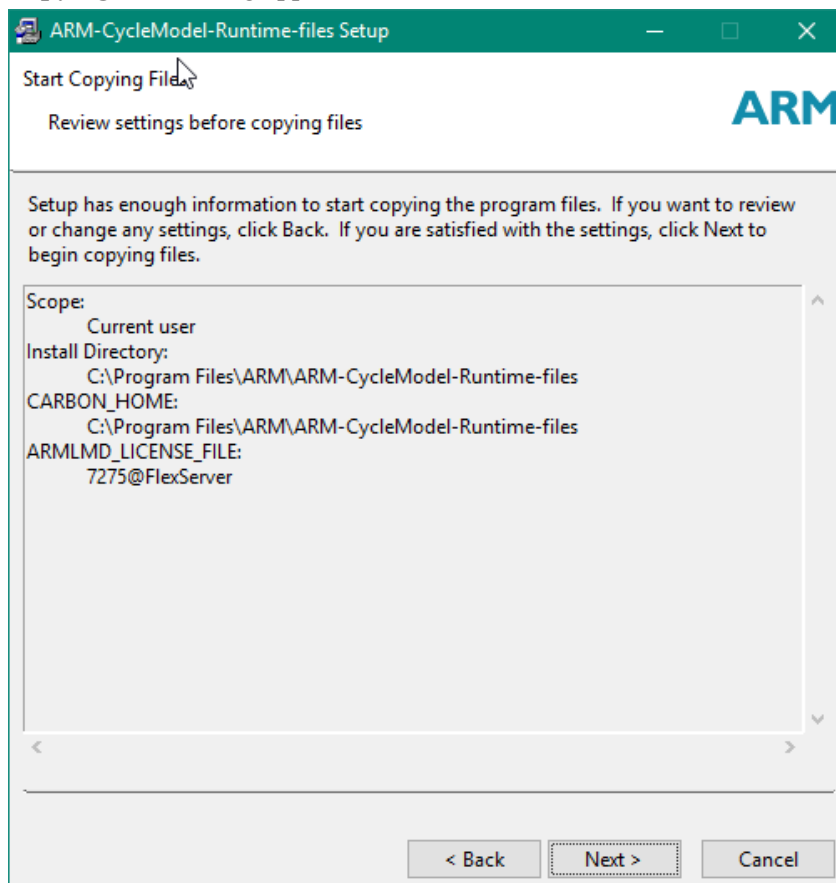 ARM-CycleModel-Runtime-files Setup
Start Copying Files
Review settings before copying files
ARM
Setup has enough information to start copying the program files. If you want to review
or change any settings, click Back. If you are satisfied with the settings, click Next to
begin copying files.
Scope:
Current user
Install Directory:
C:\Program Files\ARM\ARM-CycleModel-Runtime-files
CARBON_HOME:
C:\Program Files\ARM\ARM-CycleModel-Runtime-files
ARMLMD_LICENSE_FILE:
7275@FlexServer
< Back
Next >
Cancel